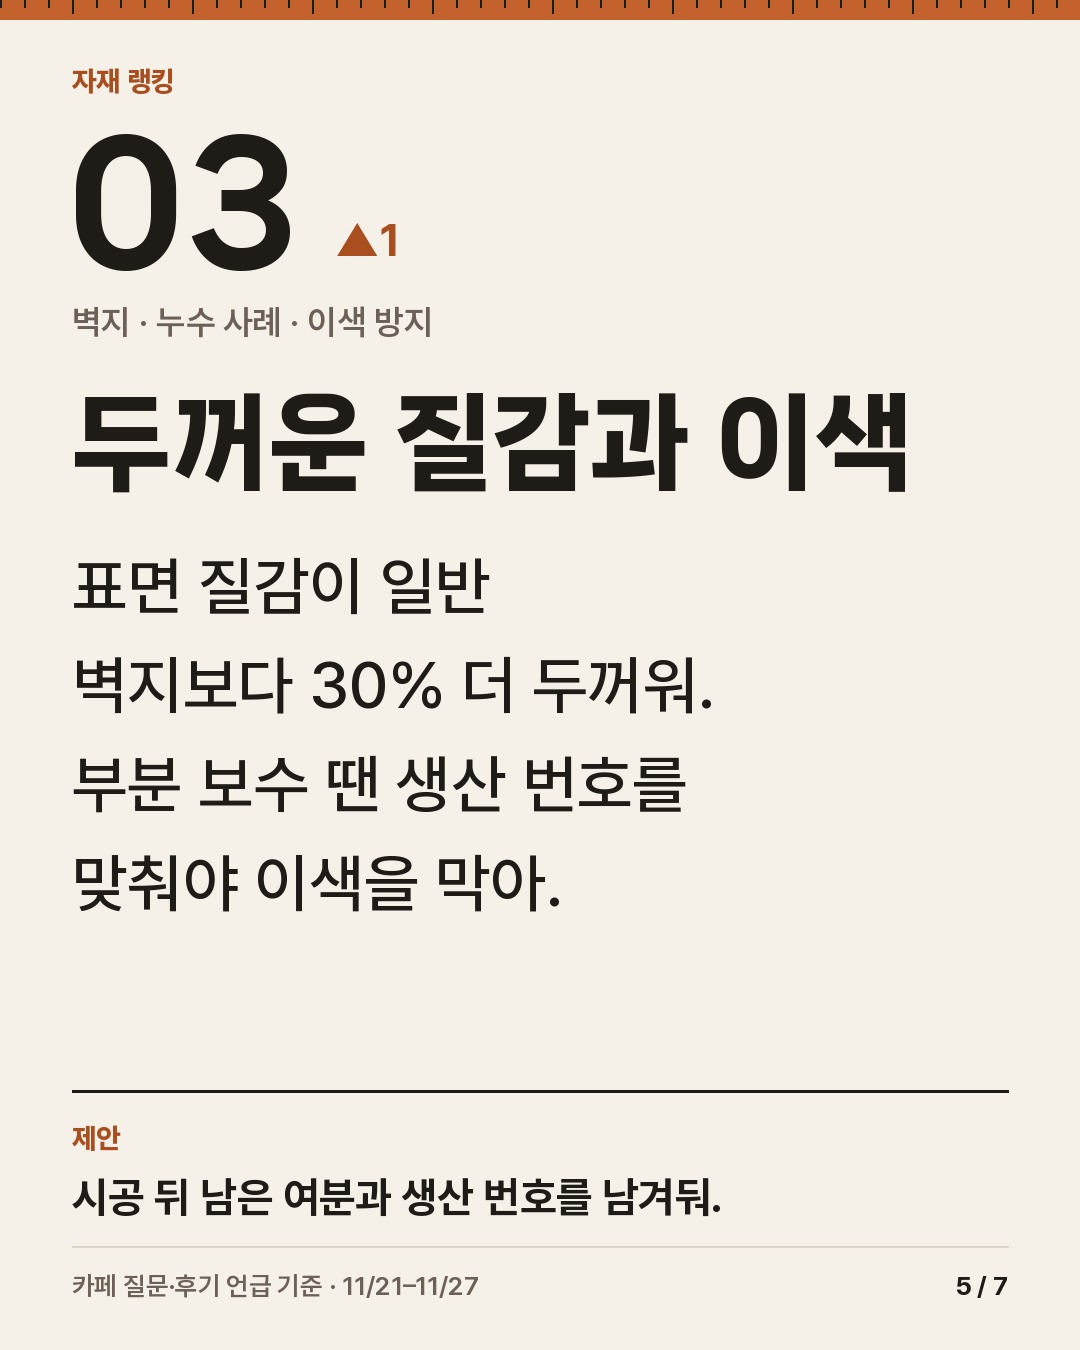 자재 랭킹
03 ▲1
벽지 · 누수 사례 · 이색 방지
두꺼운 질감과 이색
표면 질감이 일반
벽지보다 30% 더 두꺼워.
부분 보수 땐 생산 번호를
맞춰야 이색을 막아.
제안
시공 뒤 남은 여분과 생산 번호를 남겨둬.
카페 질문·후기 언급 기준 · 11/21–11/27
5 / 7